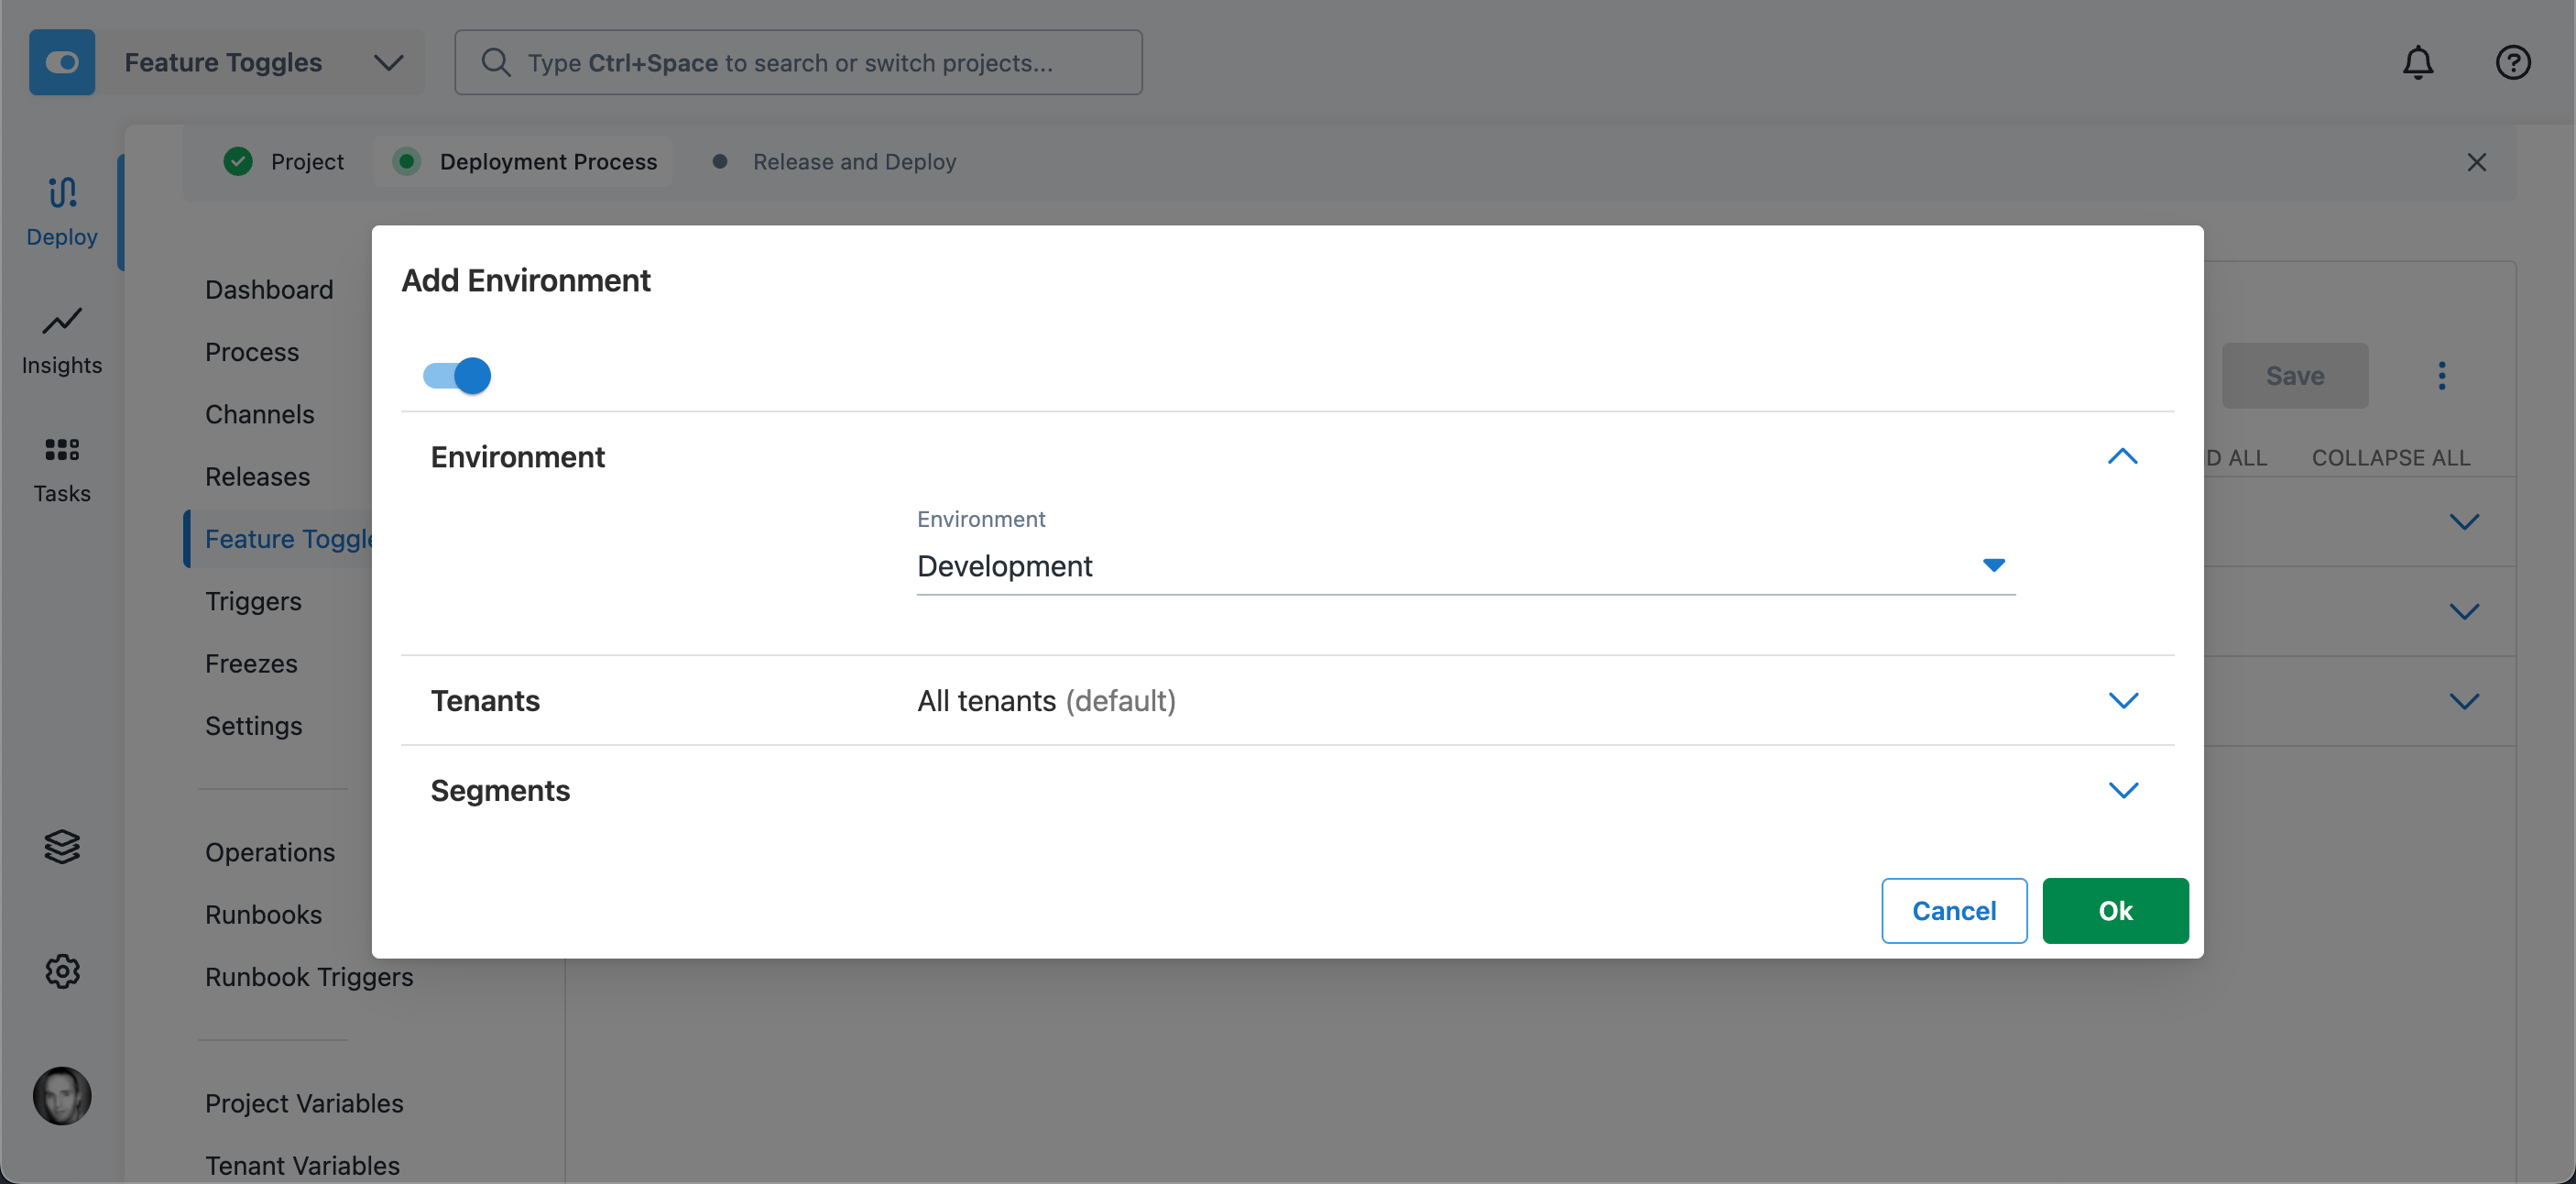 Feature Toggles
Type Ctrl+Space to search or switch projects...
Project
Deployment Process
Release and Deploy
Deploy
Insights
Tasks
Dashboard
Process
Channels
Releases
Feature Toggle
Triggers
Freezes
Settings
Operations
Runbooks
Runbook Triggers
Project Variables
Tenant Variables
Add Environment
Environment
Environment
Development
Tenants
All tenants (default)
Segments
Cancel
Ok
Save
D ALL
COLLAPSE ALL